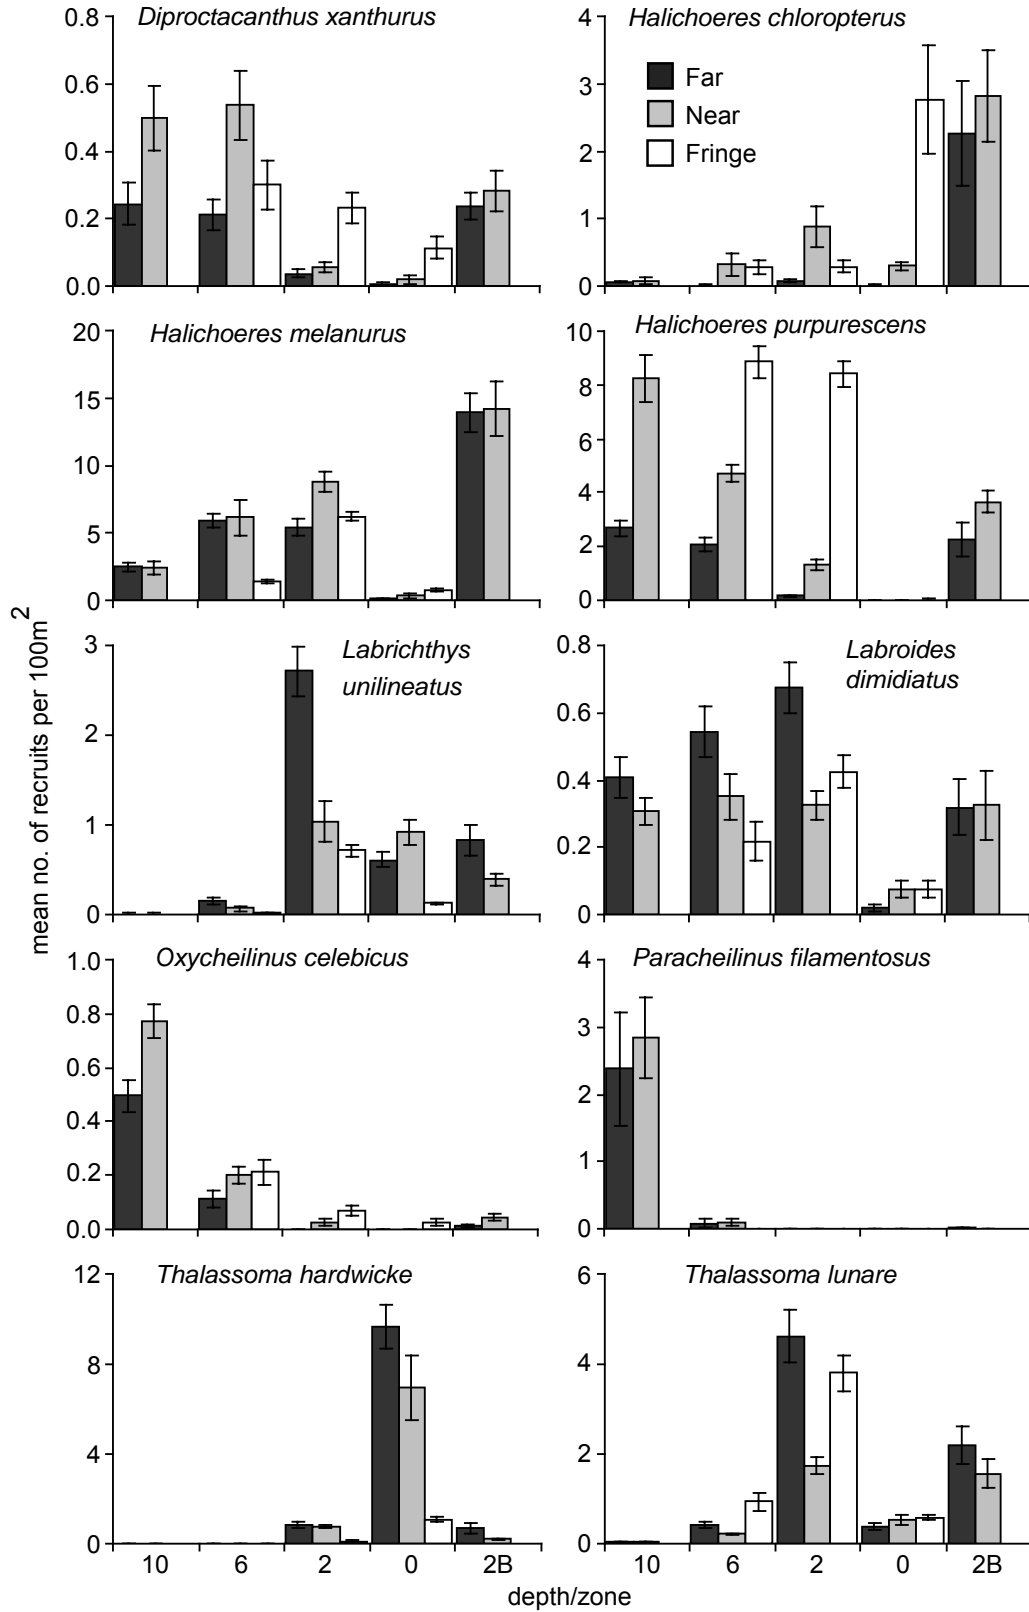 Diproctacanthus xanthurus
0.8
0.6
0.4
0.2
0.0
Halichoeres chloropterus
4
3
2
1
0
Far
Near
Fringe
Halichoeres melanurus
20
15
10
5
0
Halichoeres purpurescens
10
8
6
4
2
0
mean no. of recruits per 100m2
Labrichthys
unilineatus
3
2
1
0
Labroides
dimidiatus
0.8
0.6
0.4
0.2
0
Oxycheilinus celebicus
1.0
0.8
0.6
0.4
0.2
0.0
Paracheilinus filamentosus
4
3
2
1
0
Thalassoma hardwicke
12
8
4
0
10 6 2 0 2B
Thalassoma lunare
6
4
2
0
10 6 2 0 2B
depth/zone